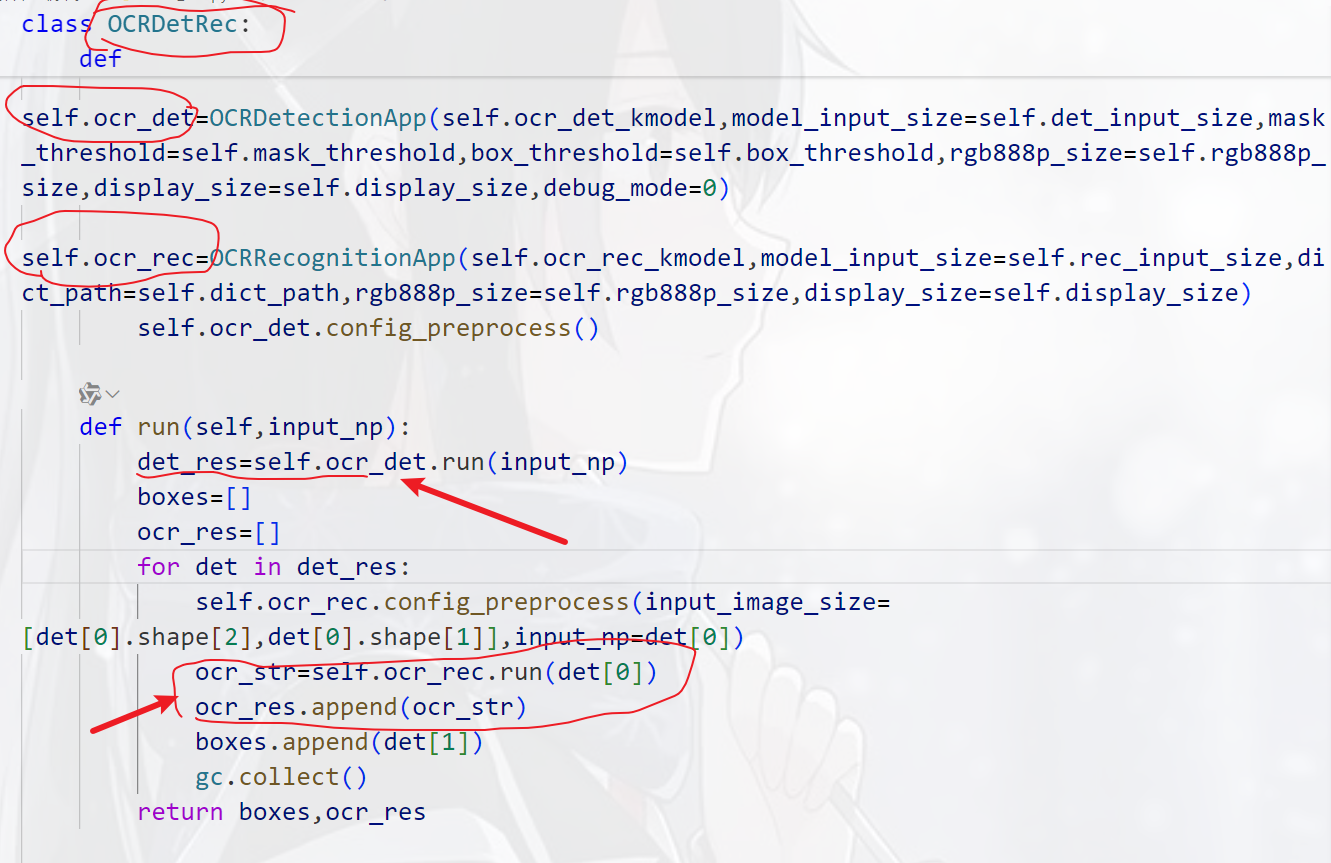 class OCRDetRec:
def
self.ocr_det=OCRDetectionApp(self.ocr_det_kmodel,model_input_size=self.det_input_size,mask
_threshold=self.mask_threshold,box_threshold=self.box_threshold,rgb888p_size=self.rgb888p_
size,display_size=self.display_size,debug_mode=0)
self.ocr_rec=OCRRecognitionApp(self.ocr_rec_kmodel,model_input_size=self.rec_input_size,di
ct_path=self.dict_path,rgb888p_size=self.rgb888p_size,display_size=self.display_size)
self.ocr_det.config_preprocess()
def run(self,input_np):
det_res=self.ocr_det.run(input_np)
boxes=[]
ocr_res=[]
for det in det_res:
self.ocr_rec.config_preprocess(input_image_size=
[det[0].shape[2],det[0].shape[1]],input_np=det[0])
ocr_str=self.ocr_rec.run(det[0])
ocr_res.append(ocr_str)
boxes.append(det[1])
gc.collect()
return boxes,ocr_res